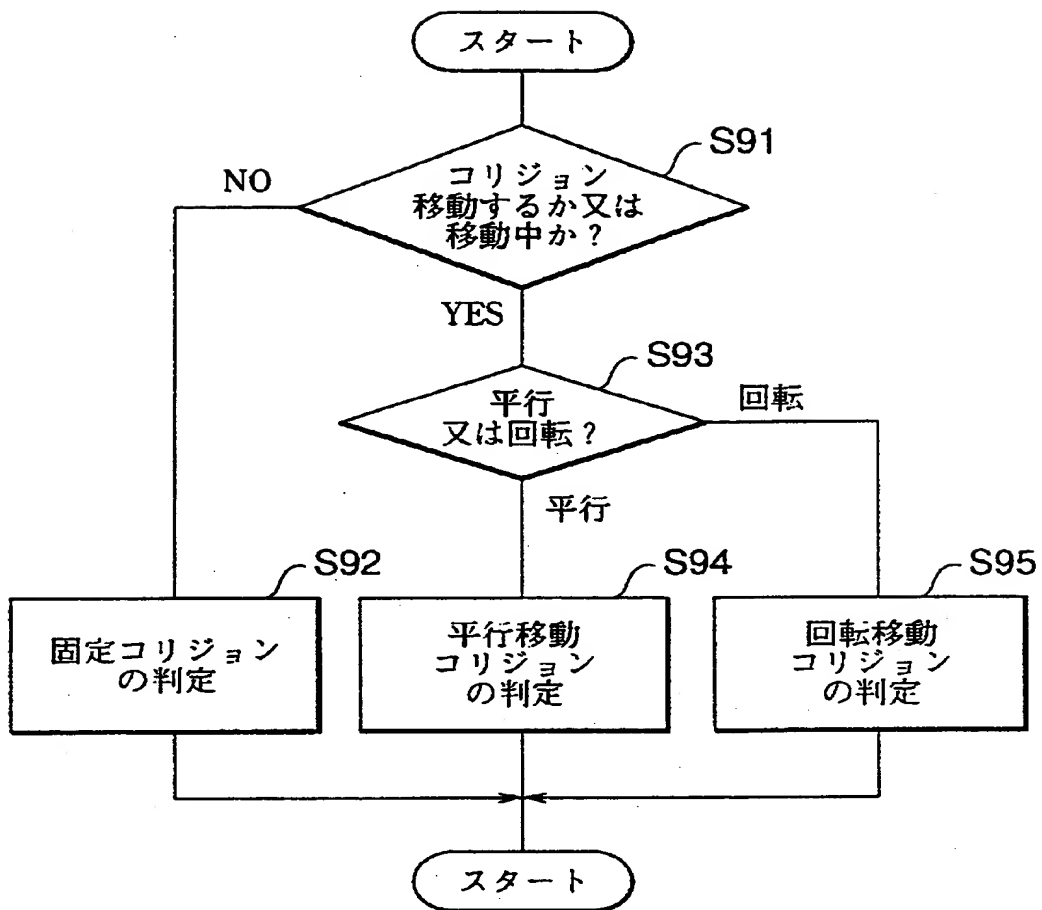 スタート
S91
コリジョン
移動するか又は
移動中か?
NO
YES
S93
平行
又は回転?
回転
平行
S92
固定コリジョン
の判定
S94
平行移動
コリジョン
の判定
S95
回転移動
コリジョン
の判定
スタート